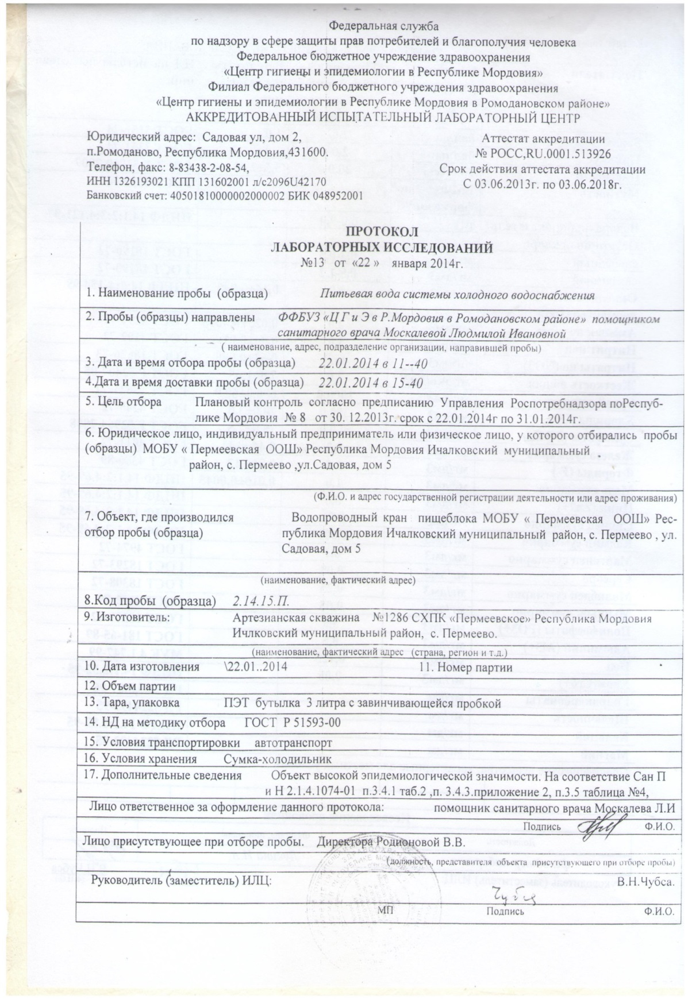 Федеральная служба
по надзору в сфере защиты прав потребителей и благополучия человека
Федеральное бюджетное учреждение здравоохранения
«Центр гигиены и эпидемиологии в Республике Мордовия»
Филиал Федерального бюджетного учреждения здравоохранения
«Центр гигиены и эпидемиологии в Республике Мордовия в Ромодановском районе»
АККРЕДИТОВАННЫЙ ИСПЫТАТЕЛЬНЫЙ ЛАБОРАТОРНЫЙ ЦЕНТР
Юридический адрес: Садовая ул, дом 2,
п.Ромоданово, Республика Мордовия,431600.
Телефон, факс: 8-83438-2-08-54,
ИНН 1326193021 КПП 131602001 л/с2096U42170
Банковский счет: 40501810000002000002 БИК 048952001
Аттестат аккредитации
№ РОСС,RU.0001.513926
Срок действия аттестата аккредитации
С 03.06.2013г. по 03.06.2018г.
ПРОТОКОЛ
ЛАБОРАТОРНЫХ ИССЛЕДОВАНИЙ
№13 от «22 » января 2014г.
1. Наименование пробы (образца) Питьевая вода системы холодного водоснабжения
2. Пробы (образцы) направлены ФФБУЗ «Ц Г и Э в Р.Мордовия в Ромодановском районе» помощником
санитарного врача Москалевой Людмилой Ивановной
( наименование, адрес, подразделение организации, направившей пробы)
3. Дата и время отбора пробы (образца) 22.01.2014 в 11--40
4.Дата и время доставки пробы (образца) 22.01.2014 в 15-40
5. Цель отбора Плановый контроль согласно предписанию Управления Роспотребнадзора поРеспуб-
лике Мордовия № 8 от 30. 12.2013г. срок с 22.01.2014г по 31.01.2014г.
6. Юридическое лицо, индивидуальный предприниматель или физическое лицо, у которого отбирались пробы
(образцы) МОБУ « Пермеевская ООШ» Республика Мордовия Ичалковский муниципальный
район, с. Пермеево ,ул.Садовая, дом 5
(Ф.И.О. и адрес государственной регистрации деятельности или адрес проживания)
7. Объект, где производился Водопроводный кран пищеблока МОБУ « Пермеевская ООШ» Рес-
отбор пробы (образца) публика Мордовия Ичалковский муниципальный район, с. Пермеево , ул.
Садовая, дом 5
(наименование, фактический адрес)
8.Код пробы (образца) 2.14.15.П.
9. Изготовитель: Артезианская скважина №1286 СХПК «Пермеевское» Республика Мордовия
Ичлковский муниципальный район, с. Пермеево.
(наименование, фактический адрес (страна, регион и т.д.)
10. Дата изготовления \22.01..2014 11. Номер партии
12. Объем партии
13. Тара, упаковка ПЭТ бутылка 3 литра с завинчивающейся пробкой
14. НД на методику отбора ГОСТ Р 51593-00
15. Условия транспортировки автотранспорт
16. Условия хранения Сумка-холодильник
17. Дополнительные сведения Объект высокой эпидемиологической значимости. На соответствие Сан П
и Н 2.1.4.1074-01 п.3.4.1 таб.2 ,п. 3.4.3.приложение 2, п.3.5 таблица №4,
Лицо ответственное за оформление данного протокола: помощник санитарного врача Москалева Л.И
Подпись Ф.И.О.
Лицо присутствующее при отборе пробы. Директора Родионовой В.В.
(должность, представителя объекта присутствующего при отборе пробы)
Руководитель (заместитель) ИЛЦ: В.Н.Чубса.
МП Подпись Ф.И.О.